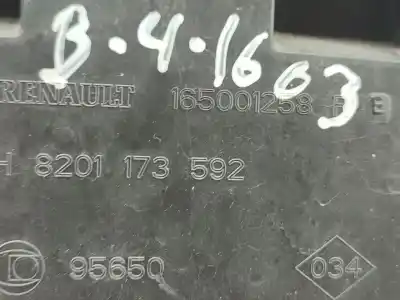 B-4-1603
RENAULT 165001258-R E
H 8201 173 592
95650 034